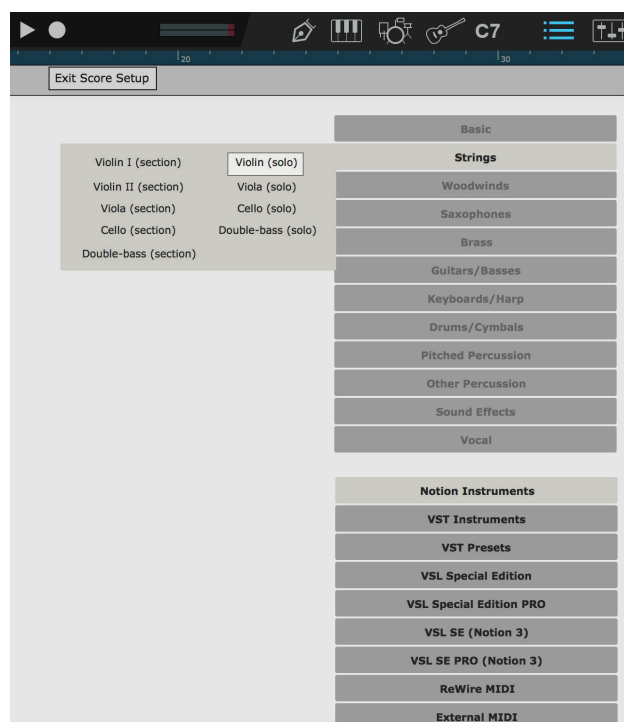 C7
20
30
Exit Score Setup
Basic
Violin I (section) Violin (solo) Strings
Violin II (section) Viola (solo) Woodwinds
Viola (section) Cello (solo) Saxophones
Cello (section) Double-bass (solo) Brass
Double-bass (section)
Guitars/Basses
Keyboards/Harp
Drums/Cymbals
Pitched Percussion
Other Percussion
Sound Effects
Vocal
Notion Instruments
VST Instruments
VST Presets
VSL Special Edition
VSL Special Edition PRO
VSL SE (Notion 3)
VSL SE PRO (Notion 3)
ReWire MIDI
External MIDI